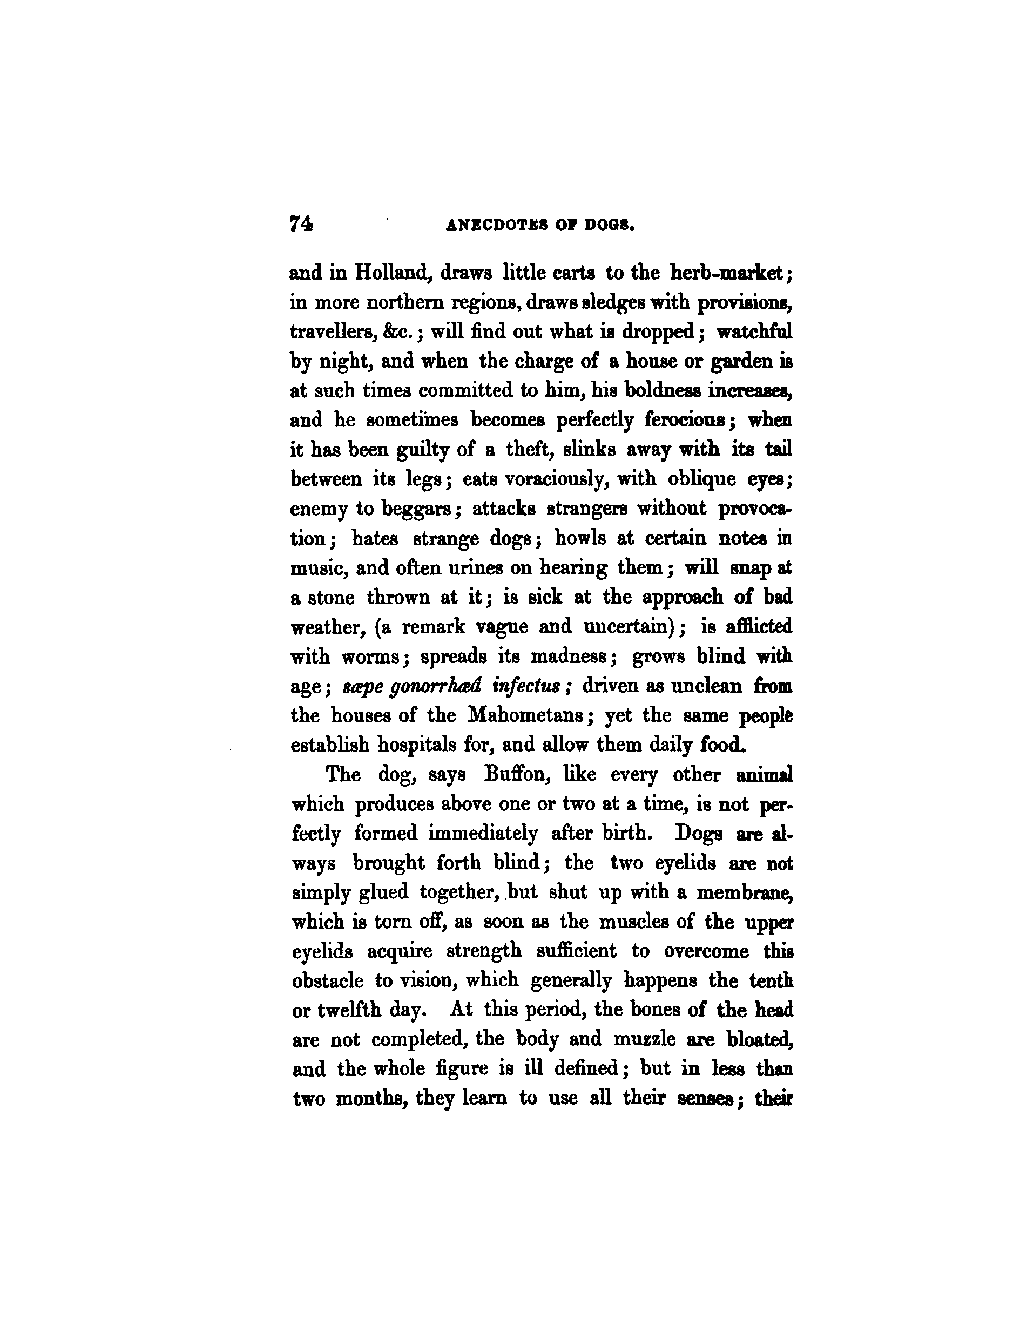 74 ANECDOTES OF DOGS.
and in Holland, draws little carts to the herb-market;
in more northern regions, draws sledges with provisions,
travellers, &c.; will find out what is dropped; watchful
by night, and when the charge of a house or garden is
at such times committed to him, his boldness increases,
and he sometimes becomes perfectly ferocious; when
it has been guilty of a theft, slinks away with its tail
between its legs; eats voraciously, with oblique eyes;
enemy to beggars; attacks strangers without provoca-
tion; hates strange dogs; howls at certain notes in
music, and often urines on hearing them; will snap at
a stone thrown at it; is sick at the approach of bad
weather, (a remark vague and uncertain); is afflicted
with worms; spreads its madness; grows blind with
age; sæpe gonorrhæâ infectus; driven as unclean from
the houses of the Mahometans; yet the same people
establish hospitals for, and allow them daily food.
The dog, says Buffon, like every other animal
which produces above one or two at a time, is not per-
fectly formed immediately after birth. Dogs are al-
ways brought forth blind; the two eyelids are not
simply glued together, but shut up with a membrane,
which is torn off, as soon as the muscles of the upper
eyelids acquire strength sufficient to overcome this
obstacle to vision, which generally happens the tenth
or twelfth day. At this period, the bones of the head
are not completed, the body and muzzle are bloated,
and the whole figure is ill defined; but in less than
two months, they learn to use all their senses; their